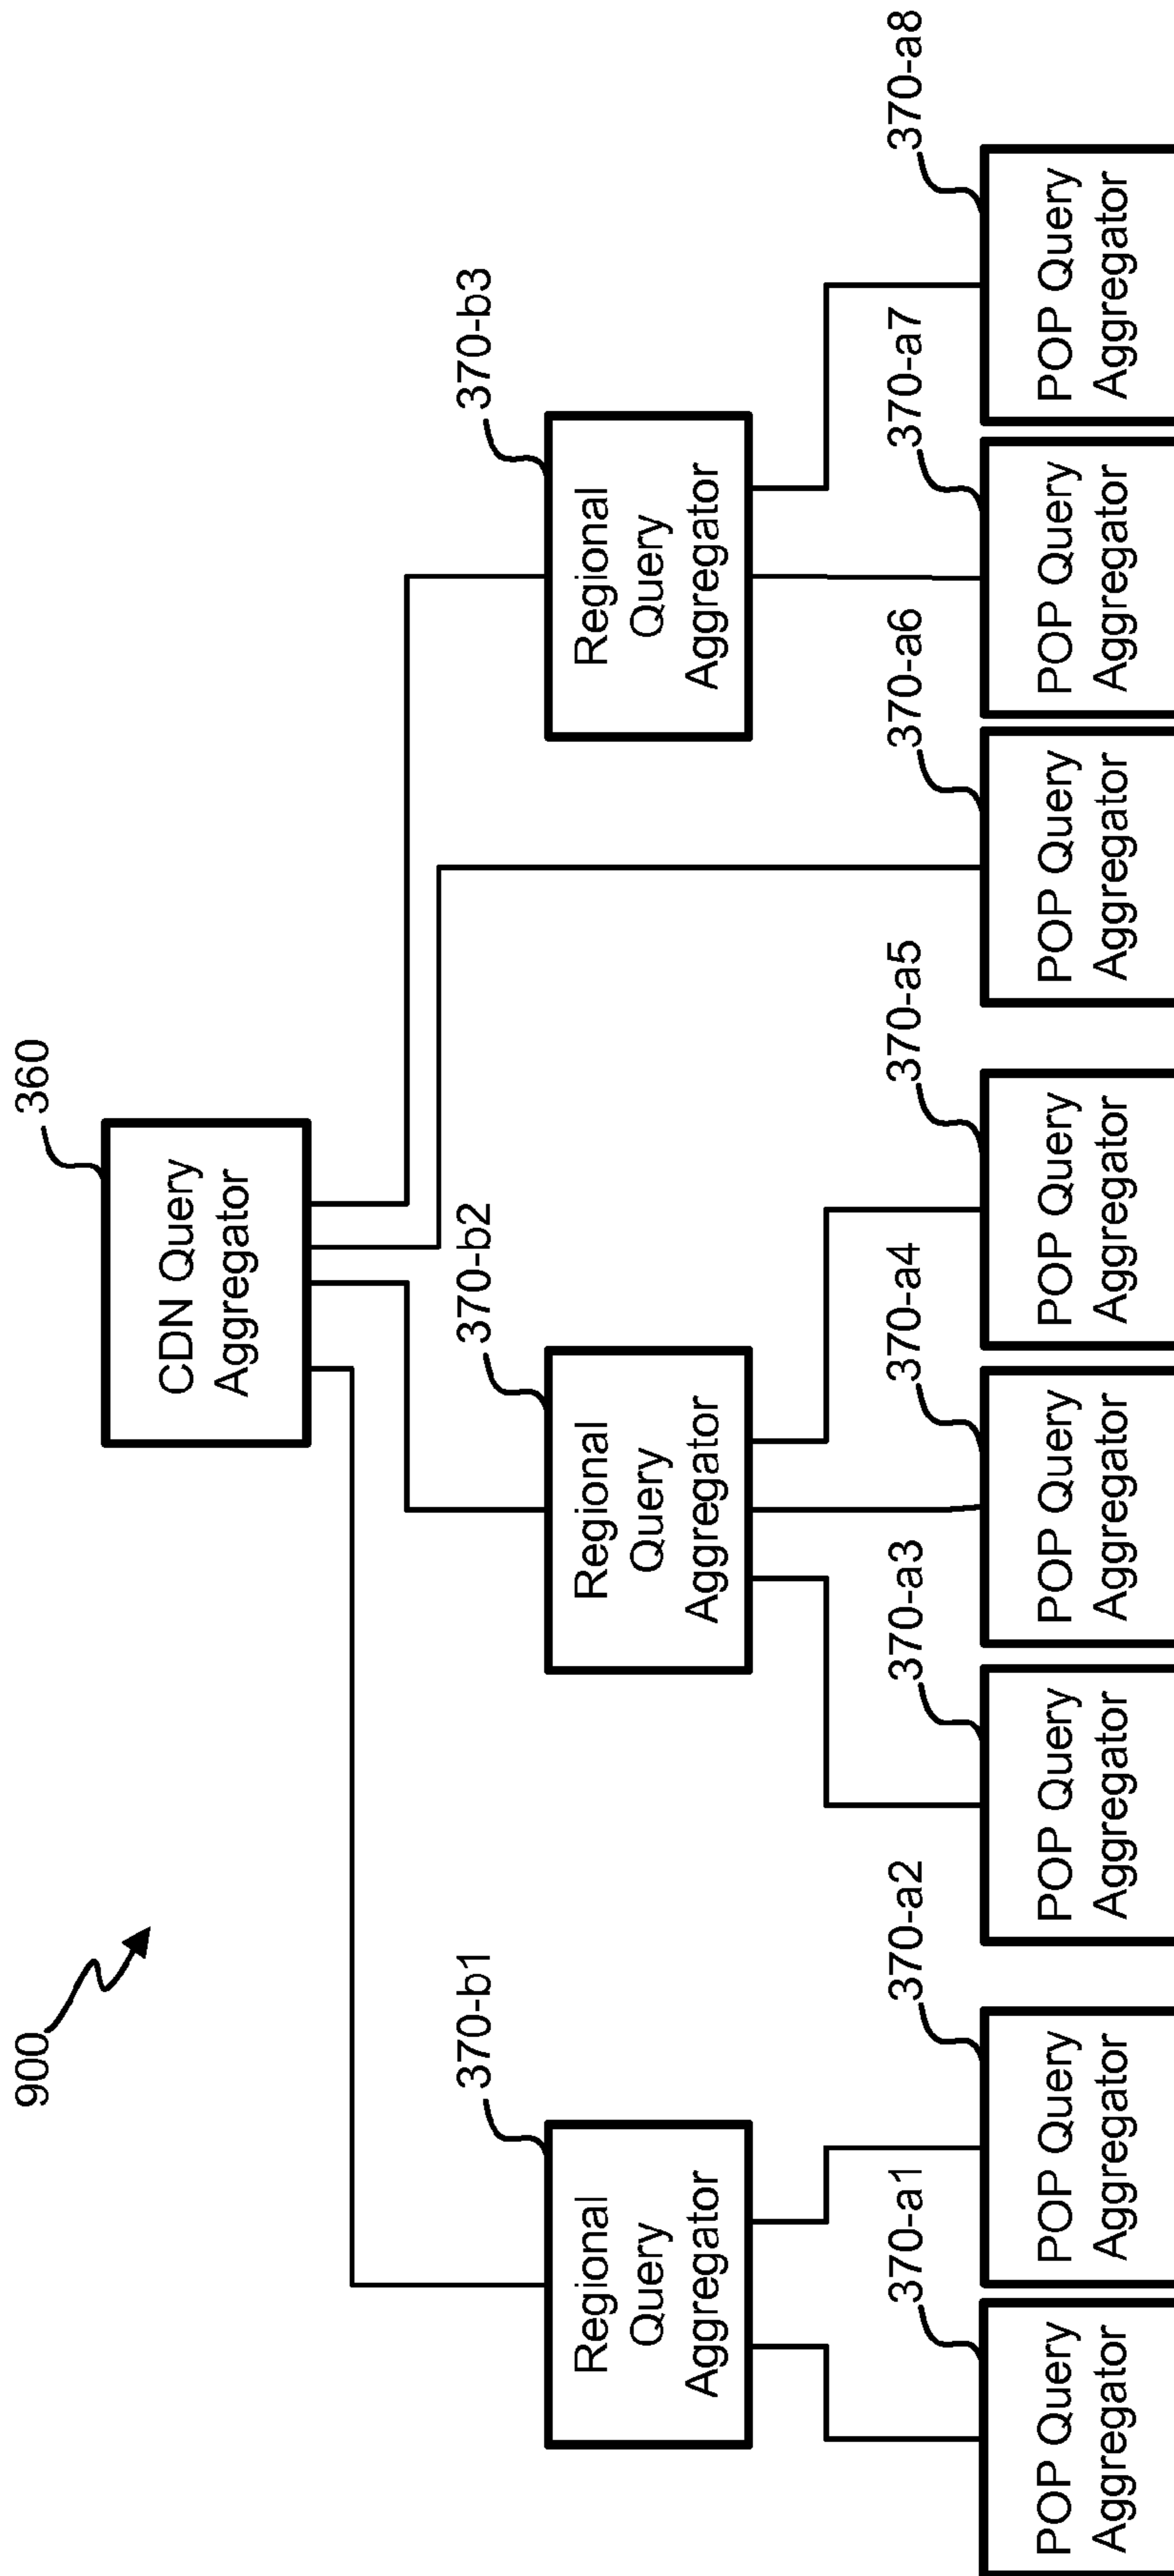 900
360
CDN Query
Aggregator
370-b1
Regional
Query
Aggregator
370-b2
Regional
Query
Aggregator
370-b3
Regional
Query
Aggregator
370-a1
POP Query
Aggregator
370-a2
POP Query
Aggregator
370-a3
POP Query
Aggregator
370-a4
POP Query
Aggregator
370-a5
POP Query
Aggregator
370-a6
POP Query
Aggregator
370-a7
POP Query
Aggregator
370-a8
POP Query
Aggregator